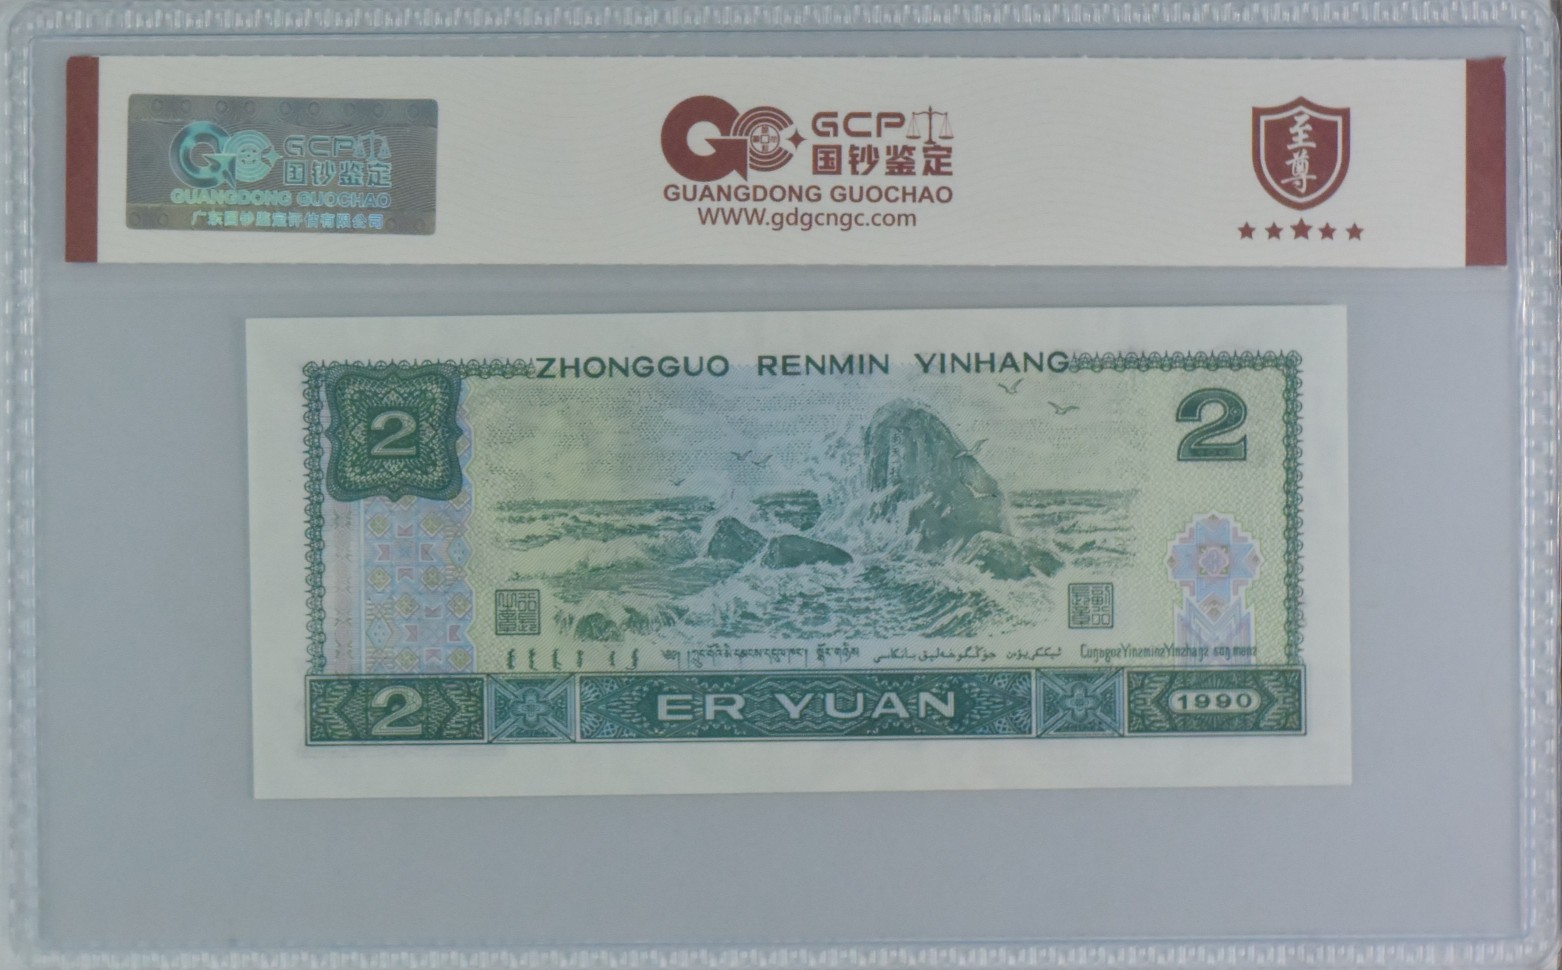 GCP
国钞鉴定
GUANGDONG GUOCHAO
广东国钞鉴定评估有限公司
GCP
国钞鉴定
GUANGDONG GUOCHAO
WWW.gdgcngc.com
至尊
ZHONGGUO RENMIN YINHANG
2
2
CuŋƨgoƨYinƨminƨYinƨhaŋƨ
2
ER YUAN
1990